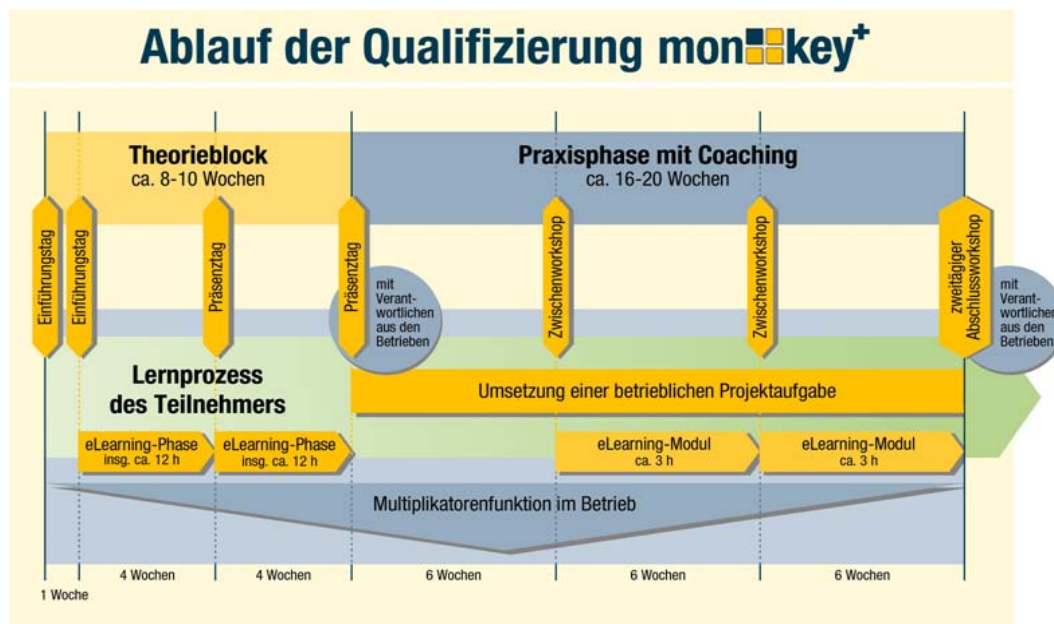 Ablauf der Qualifizierung monkey+
Theorieblock
ca. 8-10 Wochen
Praxisphase mit Coaching
ca. 16-20 Wochen
Einführungstag
Einführungstag
Präsenztag
Präsenztag
mit
Verant-
wortlichen
aus den
Betrieben
Zwischenworkshop
Zwischenworkshop
zweitägiger
Abschlussworkshop
mit
Verant-
wortlichen
aus den
Betrieben
Lernprozess
des Teilnehmers
Umsetzung einer betrieblichen Projektaufgabe
eLearning-Phase
insg. ca. 12 h
eLearning-Phase
insg. ca. 12 h
eLearning-Modul
ca. 3 h
eLearning-Modul
ca. 3 h
Multiplikatorenfunktion im Betrieb
4 Wochen
4 Wochen
6 Wochen
6 Wochen
6 Wochen
1 Woche